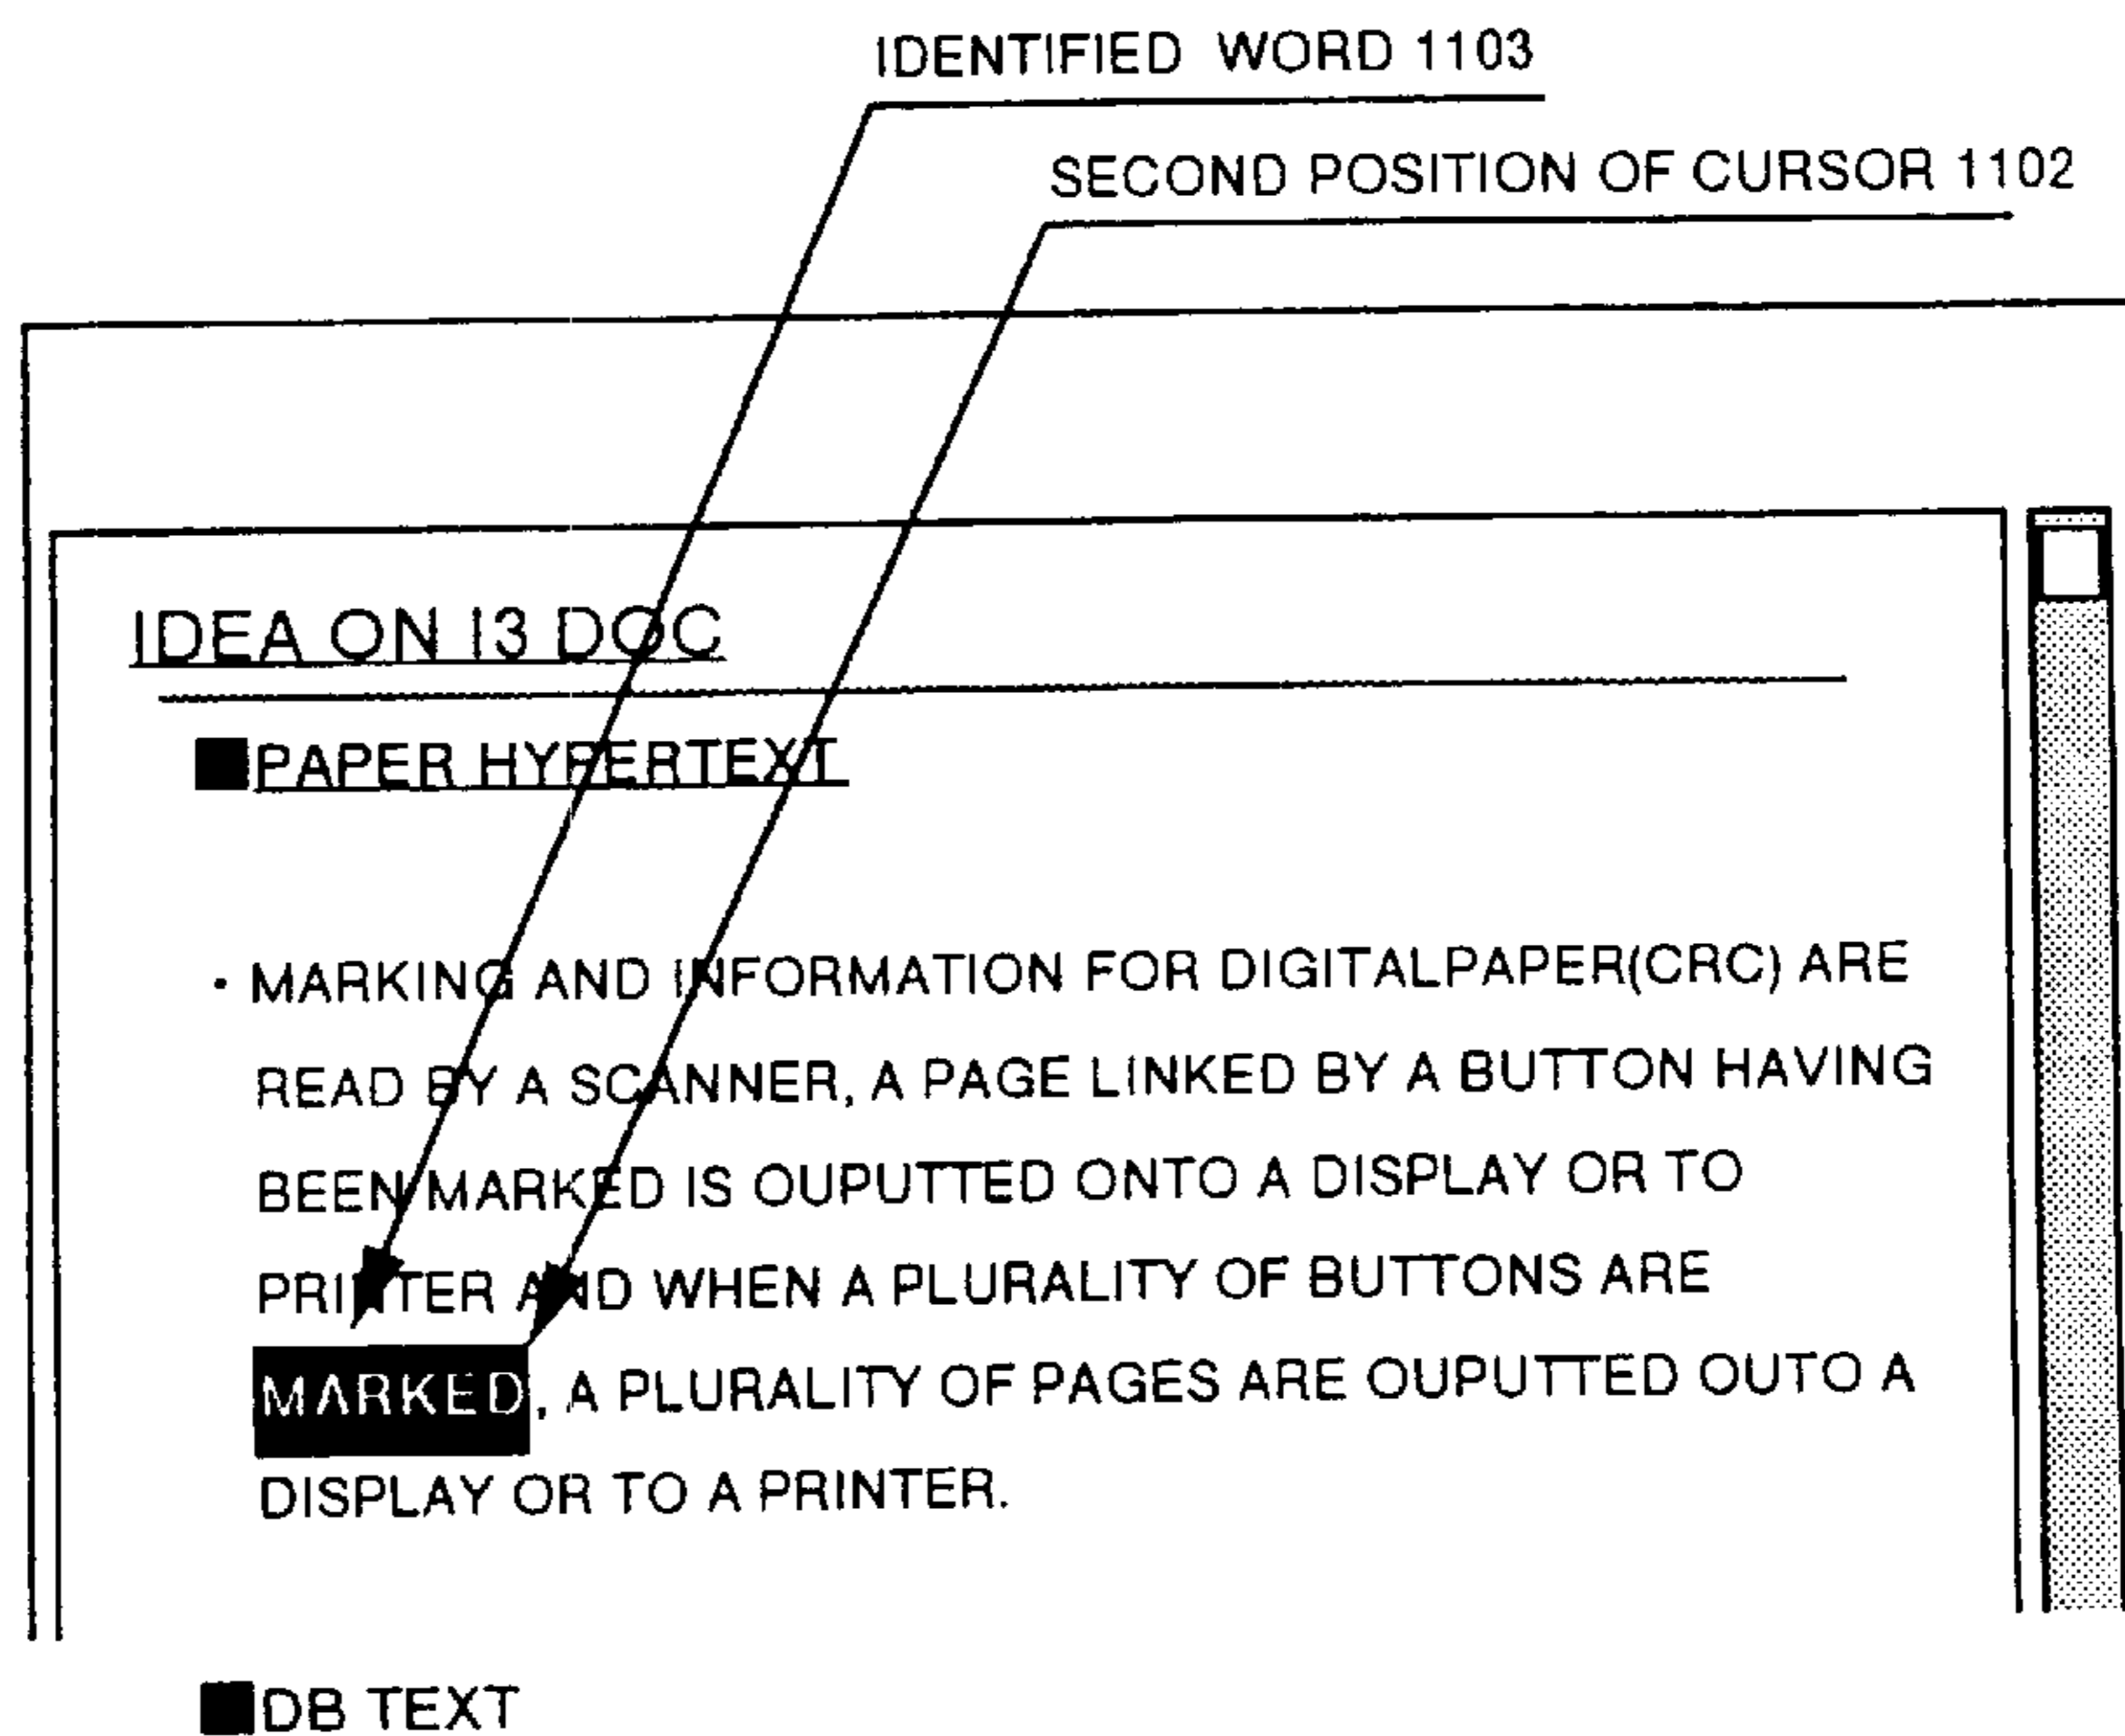 IDENTIFIED WORD 1103
SECOND POSITION OF CURSOR 1102
IDEA ON I3 DOC
■PAPER HYPERTEXT
· MARKING AND INFORMATION FOR DIGITALPAPER(CRC) ARE
READ BY A SCANNER, A PAGE LINKED BY A BUTTON HAVING
BEEN MARKED IS OUPUTTED ONTO A DISPLAY OR TO
PRINTER AND WHEN A PLURALITY OF BUTTONS ARE
MARKED, A PLURALITY OF PAGES ARE OUPUTTED OUTO A
DISPLAY OR TO A PRINTER.
■DB TEXT